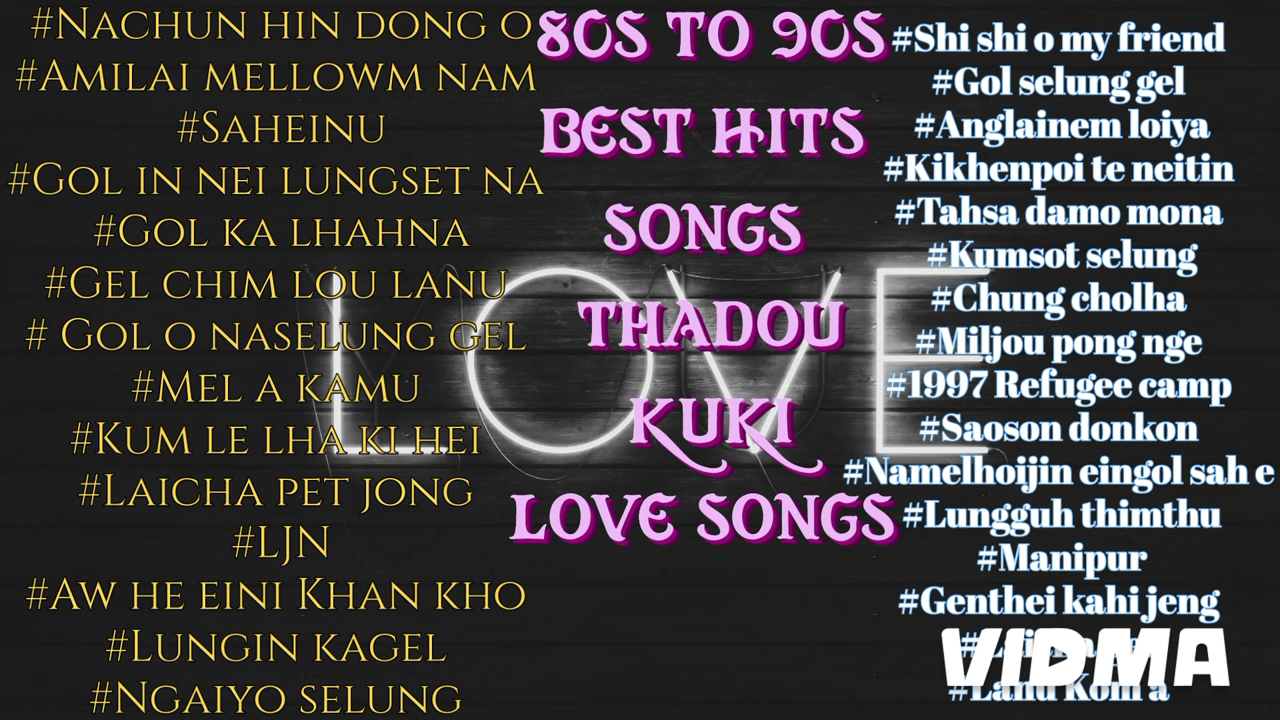 #Nachun hin dong o
#Amilai mellowm nam
#Saheinu
#Gol in nei lungset na
#Gol ka lhahna
#Gel chim lou lanu
# Gol o naselung gel
#Mel a kamu
#Kum le lha ki hei
#Laicha pet jong
#LJN
#Aw he eini Khan kho
#Lungin kagel
#Ngaiyo selung
80s to 90s
Best Hits
Songs
Thadou
Kuki
Love Songs
LOVE
#Shi shi o my friend
#Gol selung gel
#Anglainem loiya
#Kikhenpoi te neitin
#Tahsa damo mona
#Kumsot selung
#Chung cholha
#Miljou pong nge
#1997 Refugee camp
#Saoson donkon
#Namelhoijin eingol sah e
#Lungguh thimthu
#Manipur
#Genthei kahi jeng
#Lanu Kom a
VIDMA